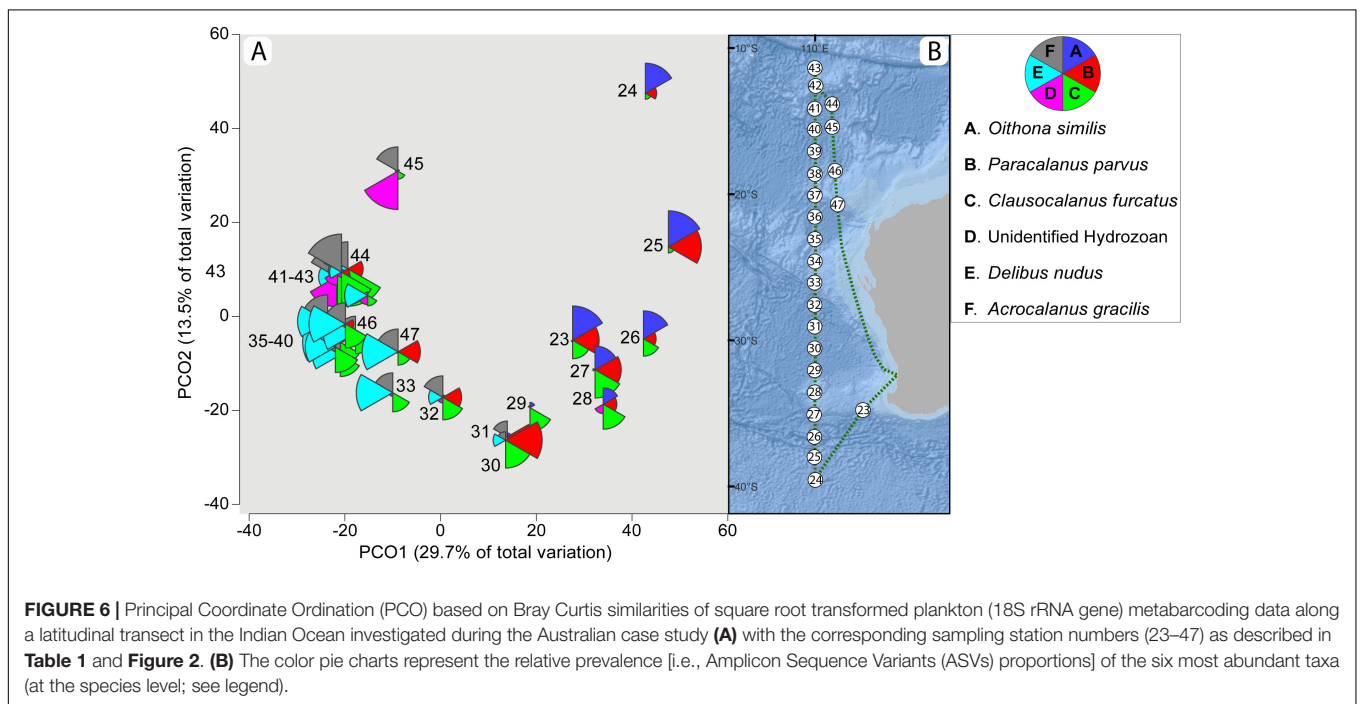 60
40
20
43
0
-20
-40
PCO2 (13.5% of total variation)
A
24
45
25
44
41-43
46
35-40
47
23
26
27
33
28
32
29
31
30
-40
-20
0
20
40
60
PCO1 (29.7% of total variation)
10°S
110°E
B
43
42
41
44
40
45
39
38
46
37
20°S
47
36
35
34
33
32
31
30
30°S
29
28
27
23
26
25
24
40°S
F
A
E
B
D
C
A. Oithona similis
B. Paracalanus parvus
C. Clausocalanus furcatus
D. Unidentified Hydrozoan
E. Delibus nudus
F. Acrocalanus gracilis
FIGURE 6 | Principal Coordinate Ordination (PCO) based on Bray Curtis similarities of square root transformed plankton (18S rRNA gene) metabarcoding data along
a latitudinal transect in the Indian Ocean investigated during the Australian case study (A) with the corresponding sampling station numbers (23–47) as described in
Table 1 and Figure 2. (B) The color pie charts represent the relative prevalence [i.e., Amplicon Sequence Variants (ASVs) proportions] of the six most abundant taxa
(at the species level; see legend).